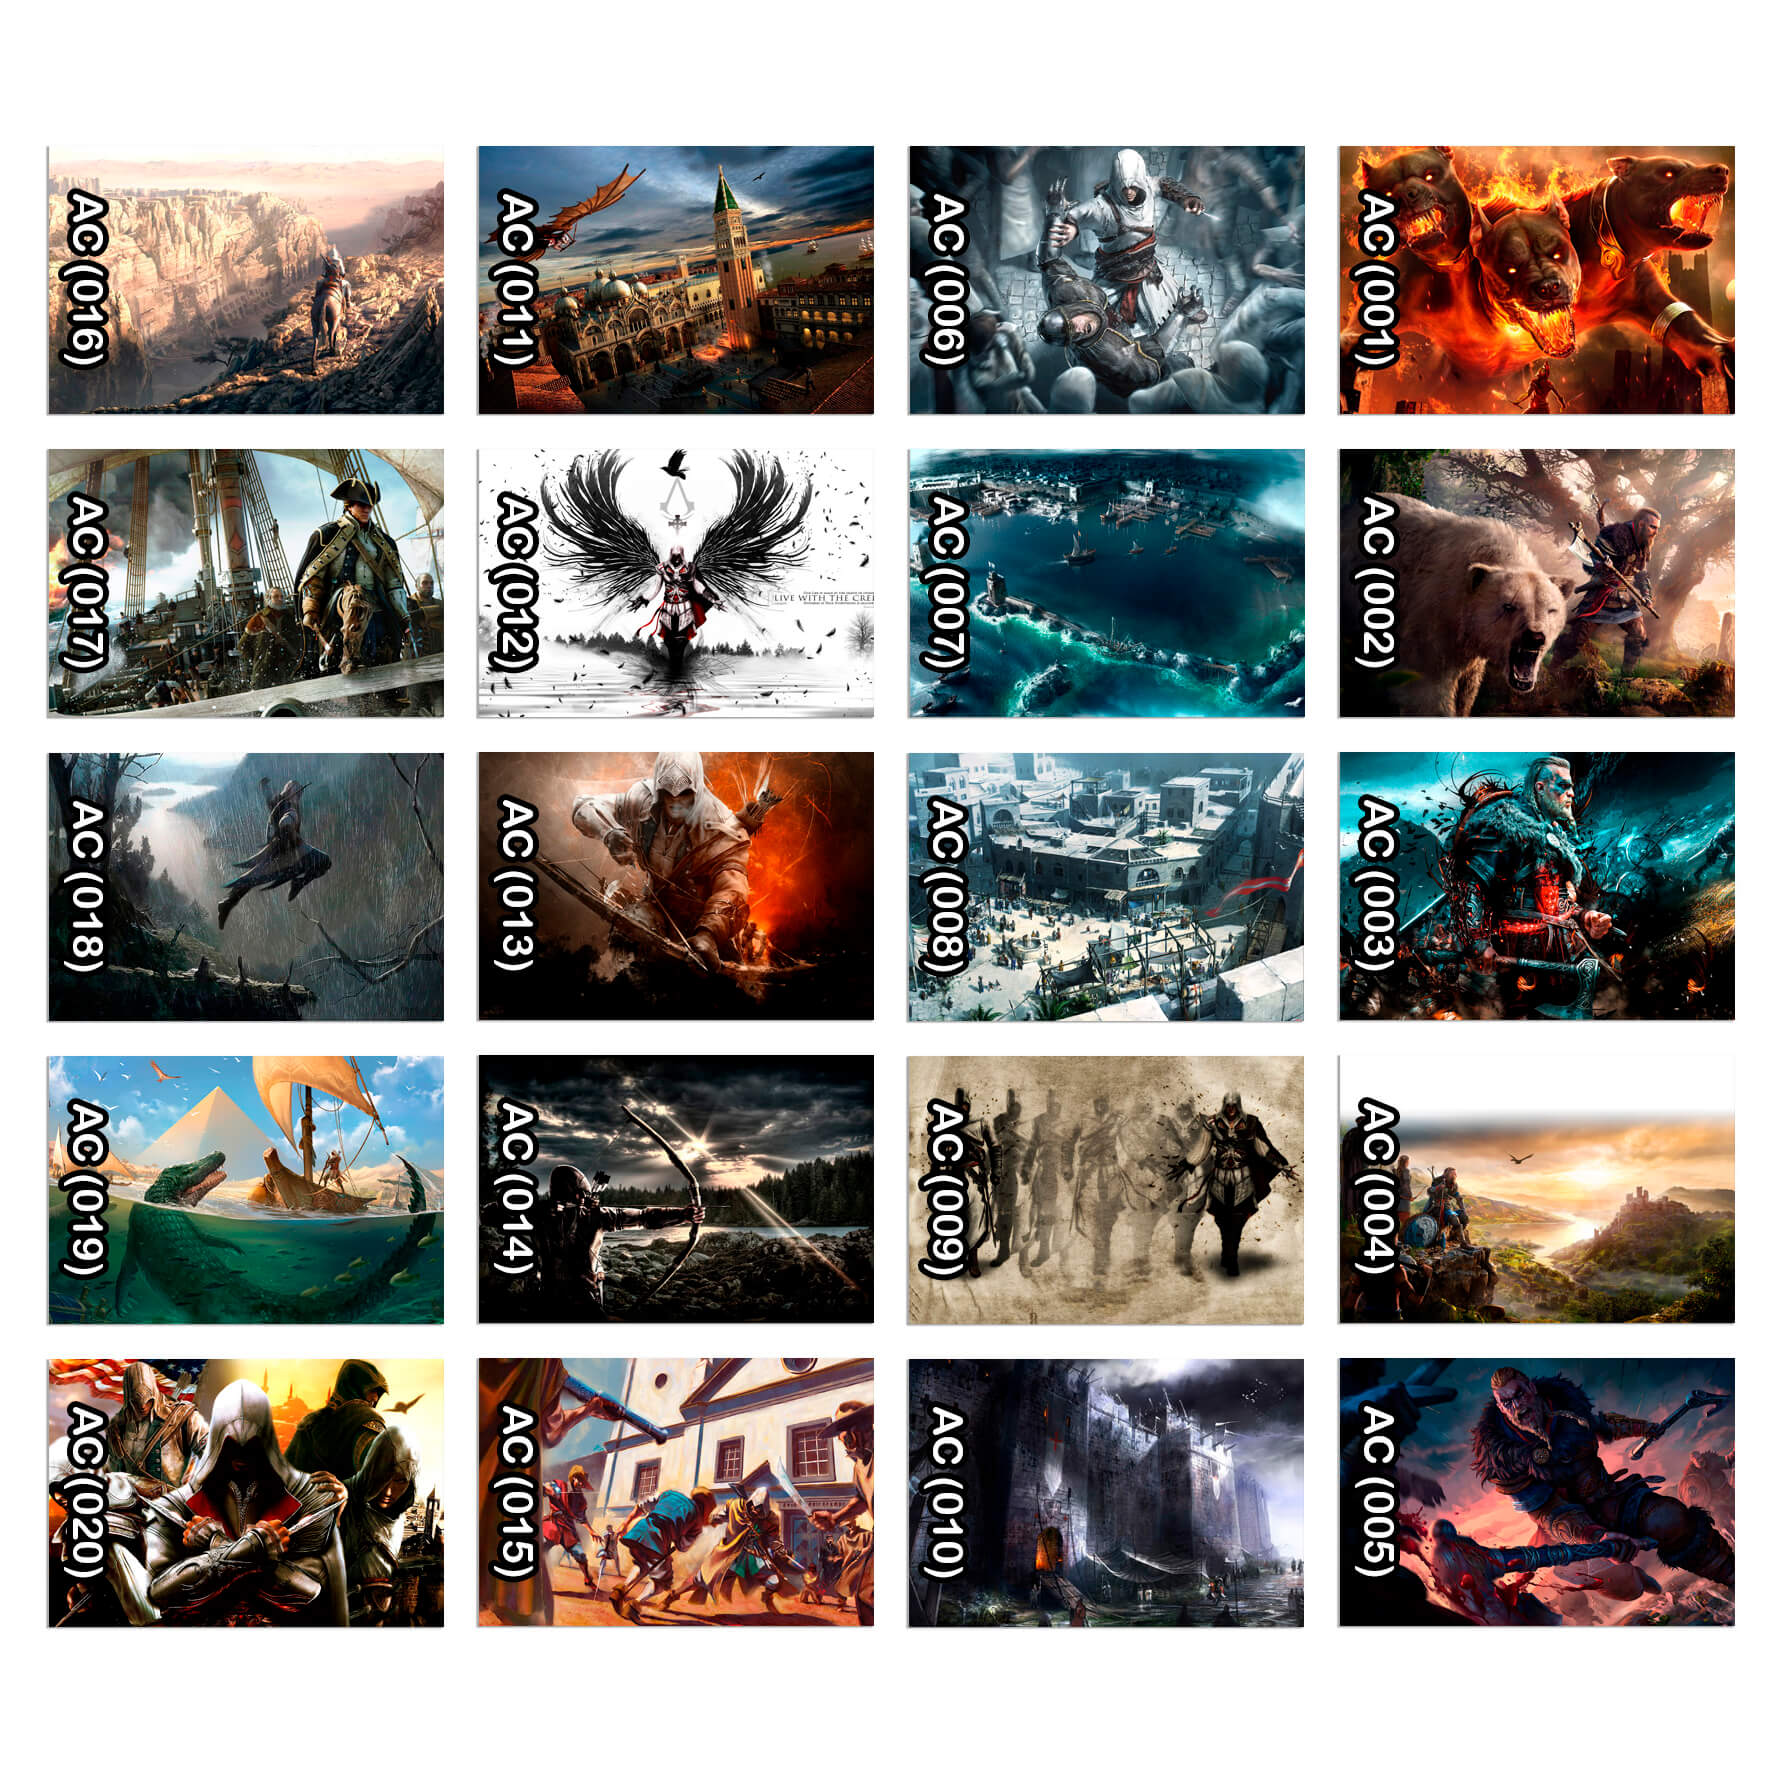 AC (016)
AC (011)
AC (006)
AC (001)
AC (017)
AC (012)
LIVE WITH THE CREE
AC (007)
AC (002)
AC (018)
AC (013)
AC (008)
AC (003)
AC (019)
AC (014)
AC (009)
AC (004)
AC (020)
AC (015)
AC (010)
AC (005)